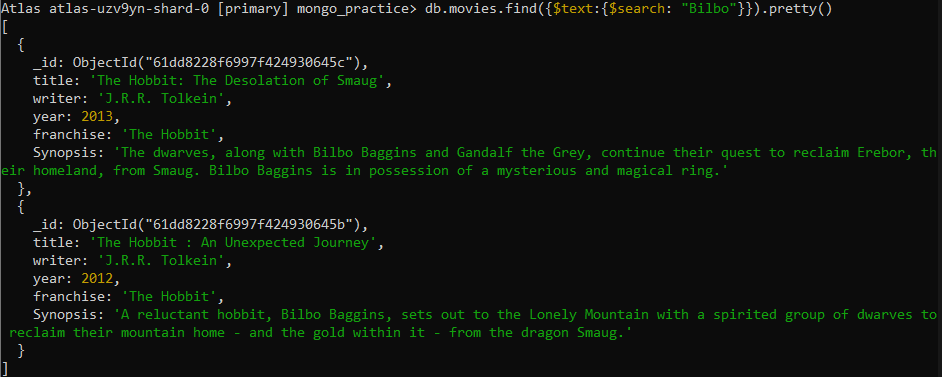 Atlas atlas-uzv9yn-shard-0 [primary] mongo_practice> db.movies.find({$text:{$search: "Bilbo"}}).pretty()
[
  {
    _id: ObjectId("61dd8228f6997f424930645c"),
    title: 'The Hobbit: The Desolation of Smaug',
    writer: 'J.R.R. Tolkein',
    year: 2013,
    franchise: 'The Hobbit',
    Synopsis: 'The dwarves, along with Bilbo Baggins and Gandalf the Grey, continue their quest to reclaim Erebor, th
eir homeland, from Smaug. Bilbo Baggins is in possession of a mysterious and magical ring.'
  },
  {
    _id: ObjectId("61dd8228f6997f424930645b"),
    title: 'The Hobbit : An Unexpected Journey',
    writer: 'J.R.R. Tolkein',
    year: 2012,
    franchise: 'The Hobbit',
    Synopsis: 'A reluctant hobbit, Bilbo Baggins, sets out to the Lonely Mountain with a spirited group of dwarves to
 reclaim their mountain home - and the gold within it - from the dragon Smaug.'
  }
]